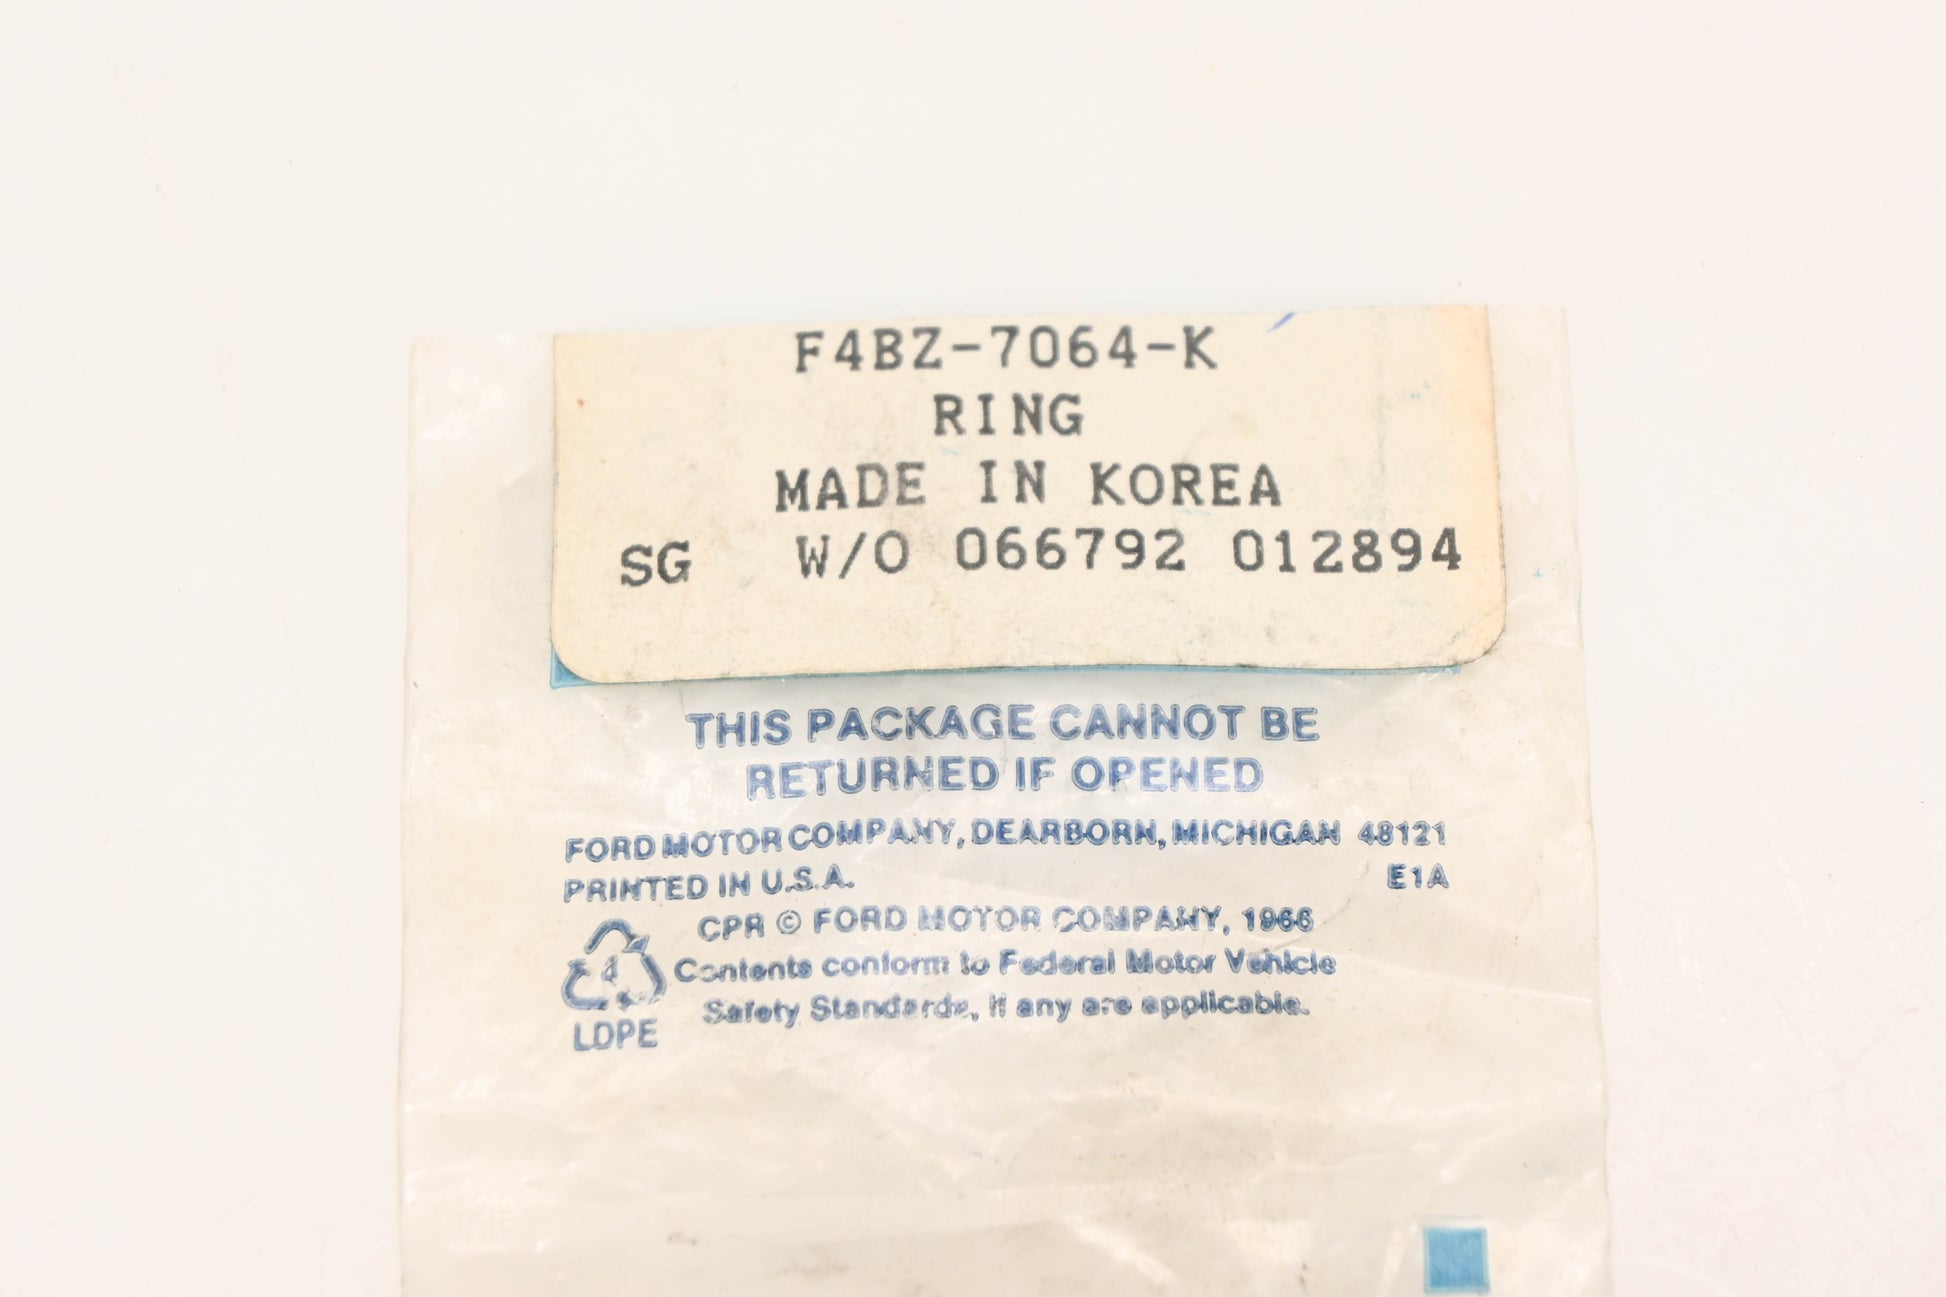 F4BZ-7064-K
RING
MADE IN KOREA
SG W/O 066792 012894
THIS PACKAGE CANNOT BE
RETURNED IF OPENED
FORD MOTOR COMPANY, DEARBORN, MICHIGAN 48121
PRINTED IN U.S.A. E1A
CPR © FORD MOTOR COMPANY, 1966
Contents conform to Federal Motor Vehicle
Safety Standards, if any are applicable.
4
LDPE